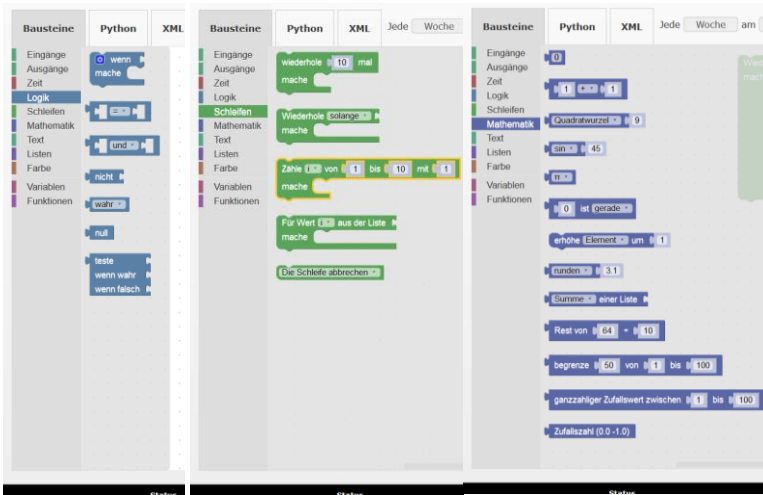 Bausteine Python XML
Eingänge
Ausgänge
Zeit
Logik
Schleifen
Mathematik
Text
Listen
Farbe
Variablen
Funktionen
wenn
mache
=
und
nicht
wahr
null
teste
wenn wahr
wenn falsch
Status
Bausteine Python XML Jede Woche
Eingänge
Ausgänge
Zeit
Logik
Schleifen
Mathematik
Text
Listen
Farbe
Variablen
Funktionen
wiederhole 10 mal
mache
Wiederhole solange
mache
Zähle i von 1 bis 10 mit 1
mache
Für Wert i aus der Liste
mache
Die Schleife abbrechen
Status
Bausteine Python XML Jede Woche am
Eingänge
Ausgänge
Zeit
Logik
Schleifen
Mathematik
Text
Listen
Farbe
Variablen
Funktionen
0
1 + 1
Quadratwurzel 9
sin 45
π
0 ist gerade
erhöhe Element um 1
runden 3.1
Summe einer Liste
Rest von 64 ÷ 10
begrenze 50 von 1 bis 100
ganzzahliger Zufallswert zwischen 1 bis 100
Zufallszahl (0.0 -1.0)
Status